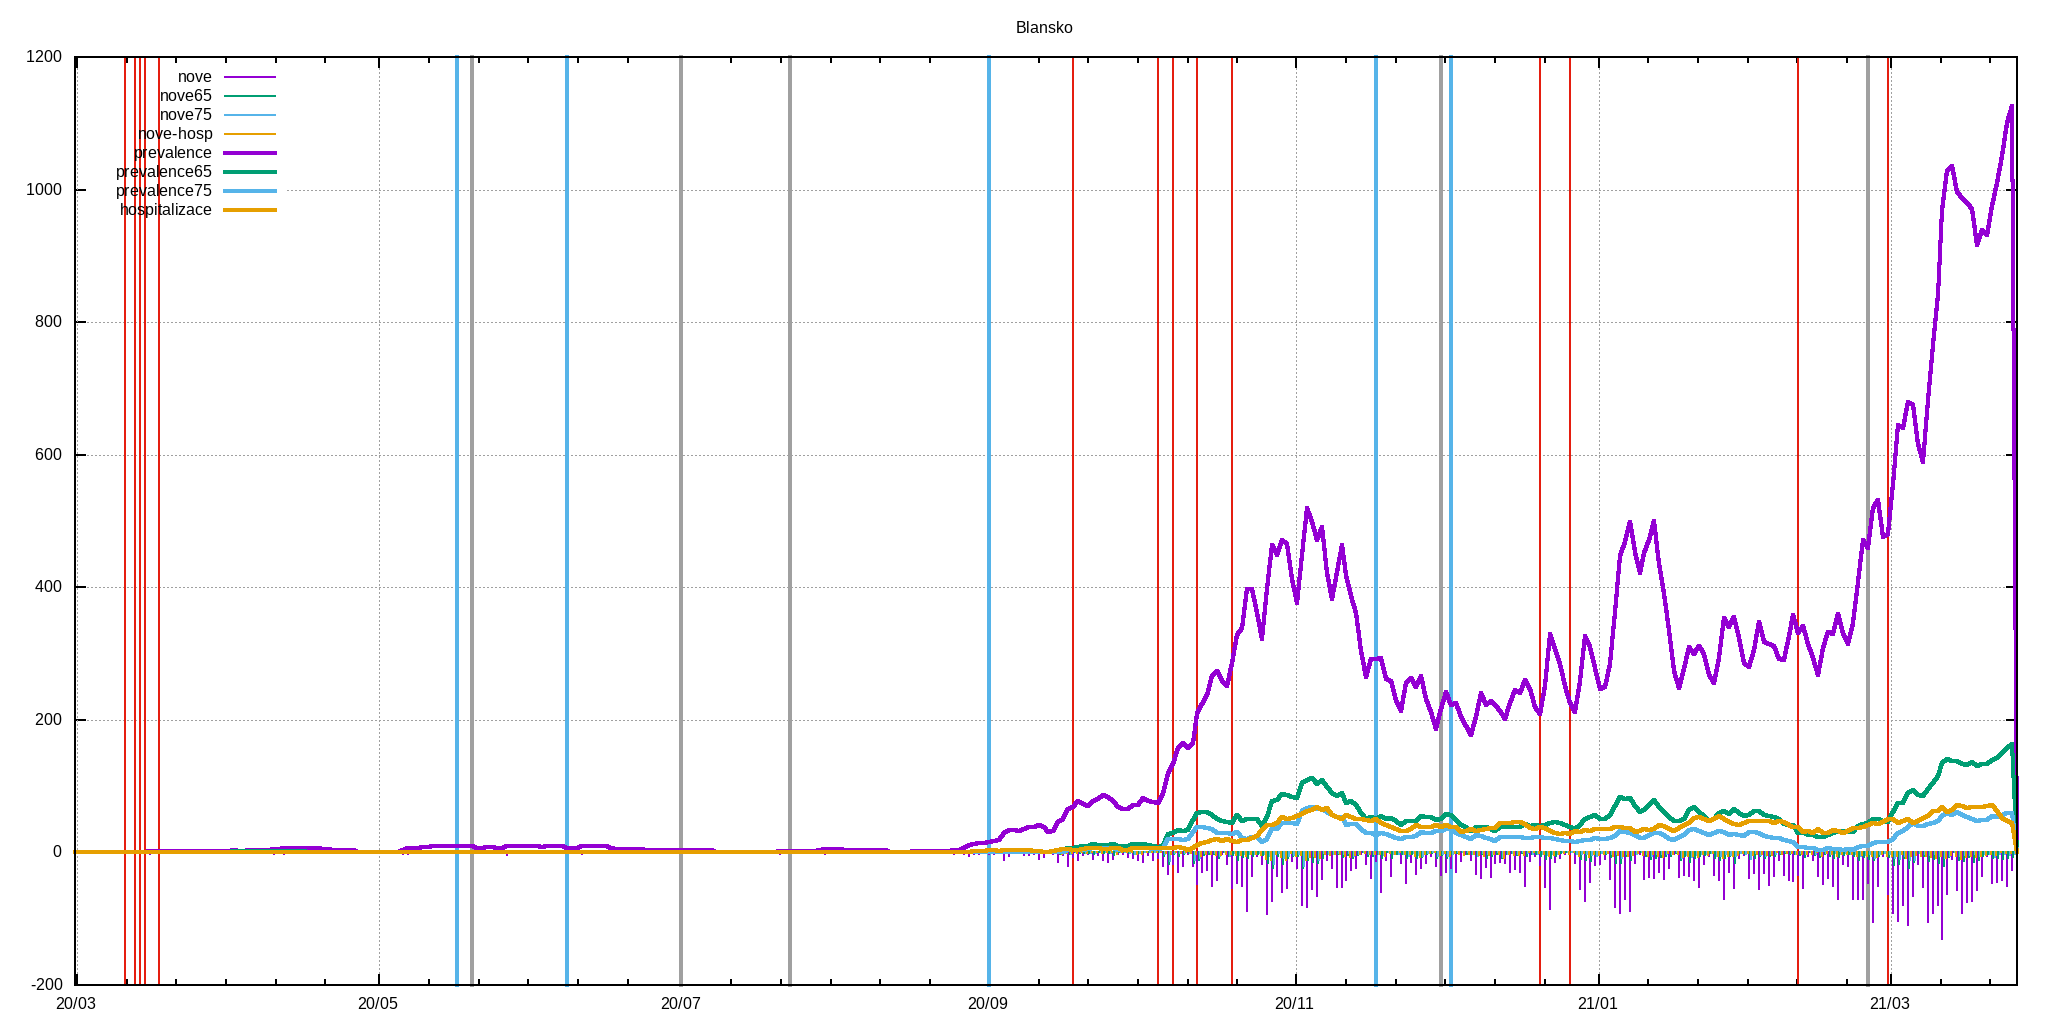 Blansko
1200
1000
800
600
400
200
0
-200
nove
nove65
nove75
nove-hosp
prevalence
prevalence65
prevalence75
hospitalizace
20/03 20/05 20/07 20/09 20/11 21/01 21/03